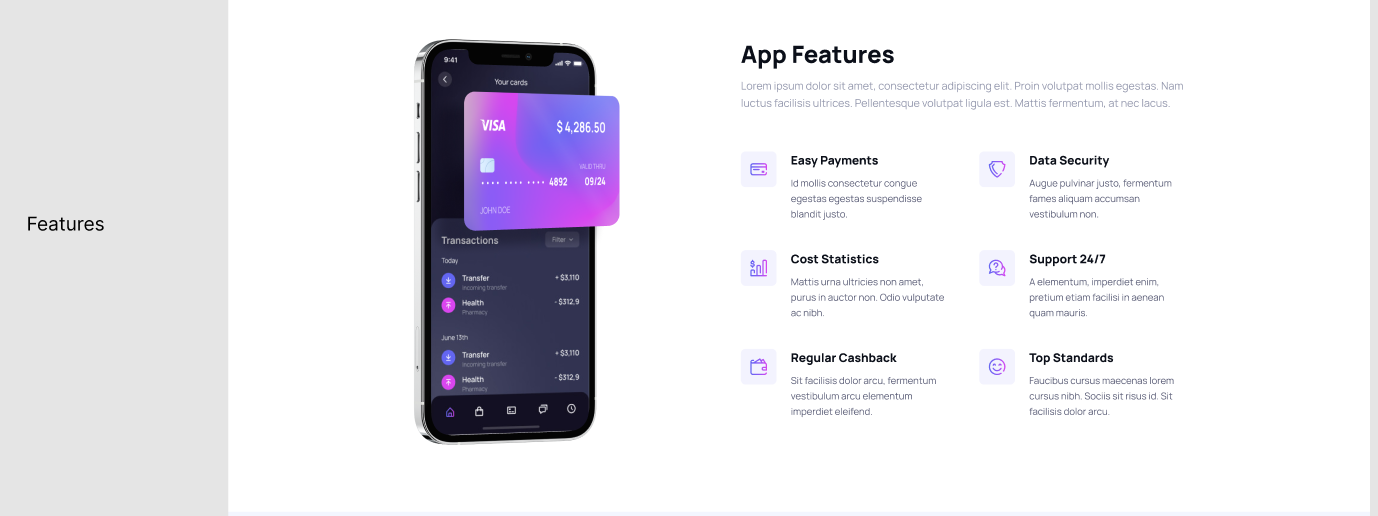 Features
9:41
Your cards
VISA
$ 4,286.50
VALID THRU
•••• •••• •••• 4892 09/24
JOHN DOE
Transactions
Filter
Today
Transfer + $3,110
Incoming transfer
Health - $312.9
Pharmacy
June 13th
Transfer + $3,110
Incoming transfer
Health - $312.9
Pharmacy
App Features
Lorem ipsum dolor sit amet, consectetur adipiscing elit. Proin volutpat mollis egestas. Nam
luctus facilisis ultrices. Pellentesque volutpat ligula est. Mattis fermentum, at nec lacus.
Easy Payments
Id mollis consectetur congue
egestas egestas suspendisse
blandit justo.
Data Security
Augue pulvinar justo, fermentum
fames aliquam accumsan
vestibulum non.
Cost Statistics
Mattis urna ultricies non amet,
purus in auctor non. Odio vulputate
ac nibh.
Support 24/7
A elementum, imperdiet enim,
pretium etiam facilisi in aenean
quam mauris.
Regular Cashback
Sit facilisis dolor arcu, fermentum
vestibulum arcu elementum
imperdiet eleifend.
Top Standards
Faucibus cursus maecenas lorem
cursus nibh. Sociis sit risus id. Sit
facilisis dolor arcu.